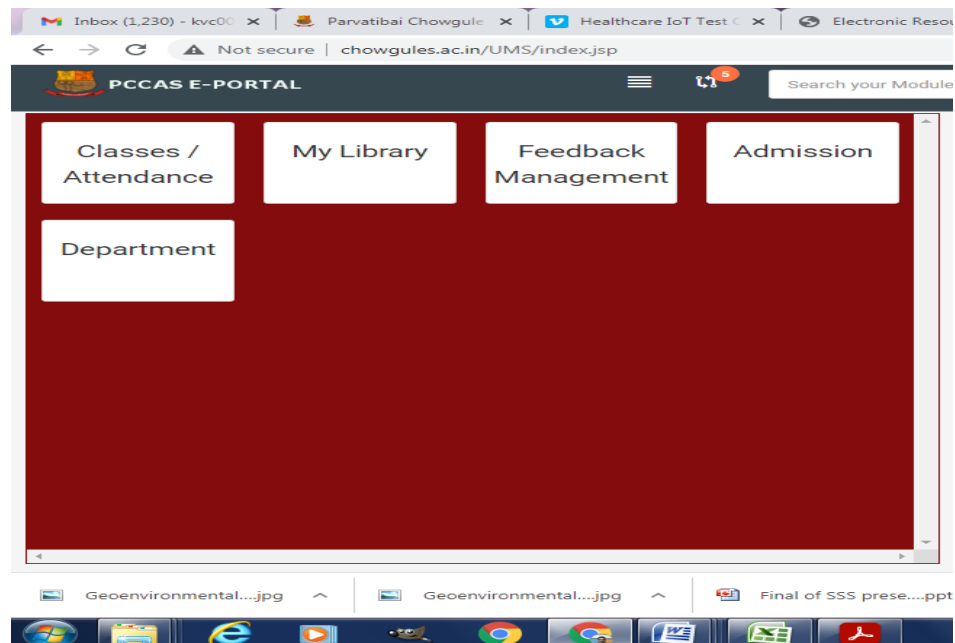 Inbox (1,230) - kvc00
Parvatibai Chowgule
Healthcare IoT Test C
Electronic Resou
Not secure | chowgules.ac.in/UMS/index.jsp
PCCAS E-PORTAL
5
Search your Module
Classes /
Attendance
My Library
Feedback
Management
Admission
Department
Geoenvironmental....jpg
Geoenvironmental....jpg
Final of SSS prese....ppt